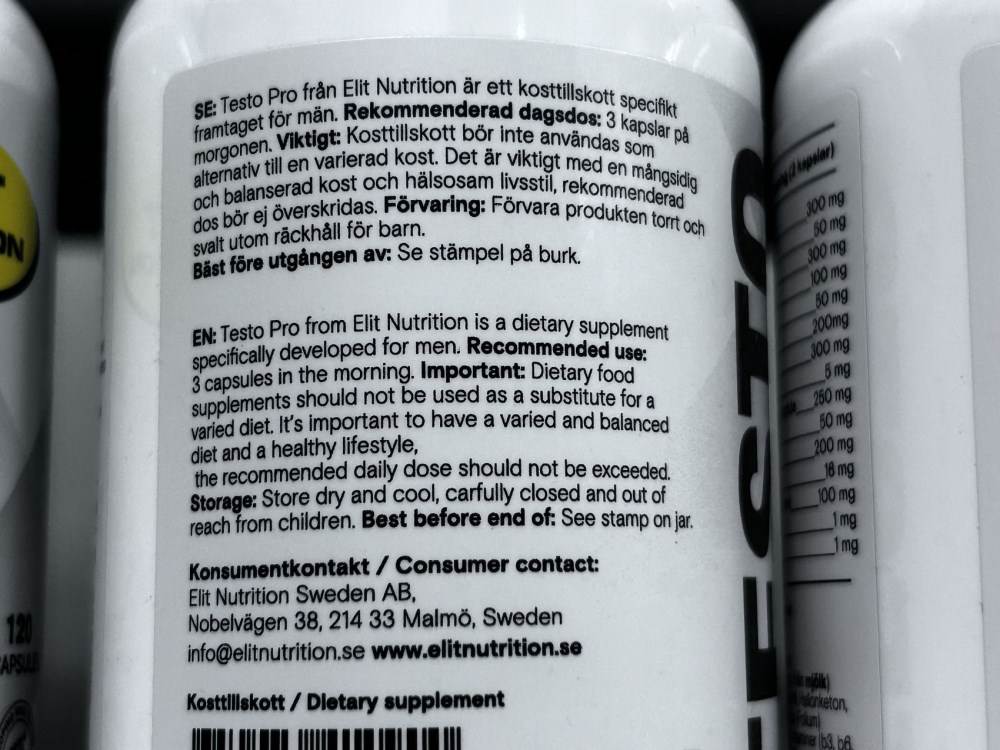 SE: Testo Pro från Elit Nutrition är ett kosttillskott specifikt
framtaget för män. Rekommenderad dagsdos: 3 kapslar på
morgonen. Viktigt: Kosttillskott bör inte användas som
alternativ till en varierad kost. Det är viktigt med en mångsidig
och balanserad kost och hälsosam livsstil, rekommenderad
dos bör ej överskridas. Förvaring: Förvara produkten torrt och
svalt utom räckhåll för barn.
Bäst före utgången av: Se stämpel på burk.
EN: Testo Pro from Elit Nutrition is a dietary supplement
specifically developed for men. Recommended use:
3 capsules in the morning. Important: Dietary food
supplements should not be used as a substitute for a
varied diet. It's important to have a varied and balanced
diet and a healthy lifestyle,
the recommended daily dose should not be exceeded.
Storage: Store dry and cool, carfully closed and out of
reach from children. Best before end of: See stamp on jar.
Konsumentkontakt / Consumer contact:
Elit Nutrition Sweden AB,
Nobelvägen 38, 214 33 Malmö, Sweden
info@elitnutrition.se www.elitnutrition.se
Kosttillskott / Dietary supplement
TESTO
120
(2 kapslar)
300 mg
50 mg
300 mg
100 mg
50 mg
200mg
300 mg
5 mg
250 mg
50 mg
200 mg
16 mg
100 mg
1 mg
1 mg
mjölk)
(b3, b6,